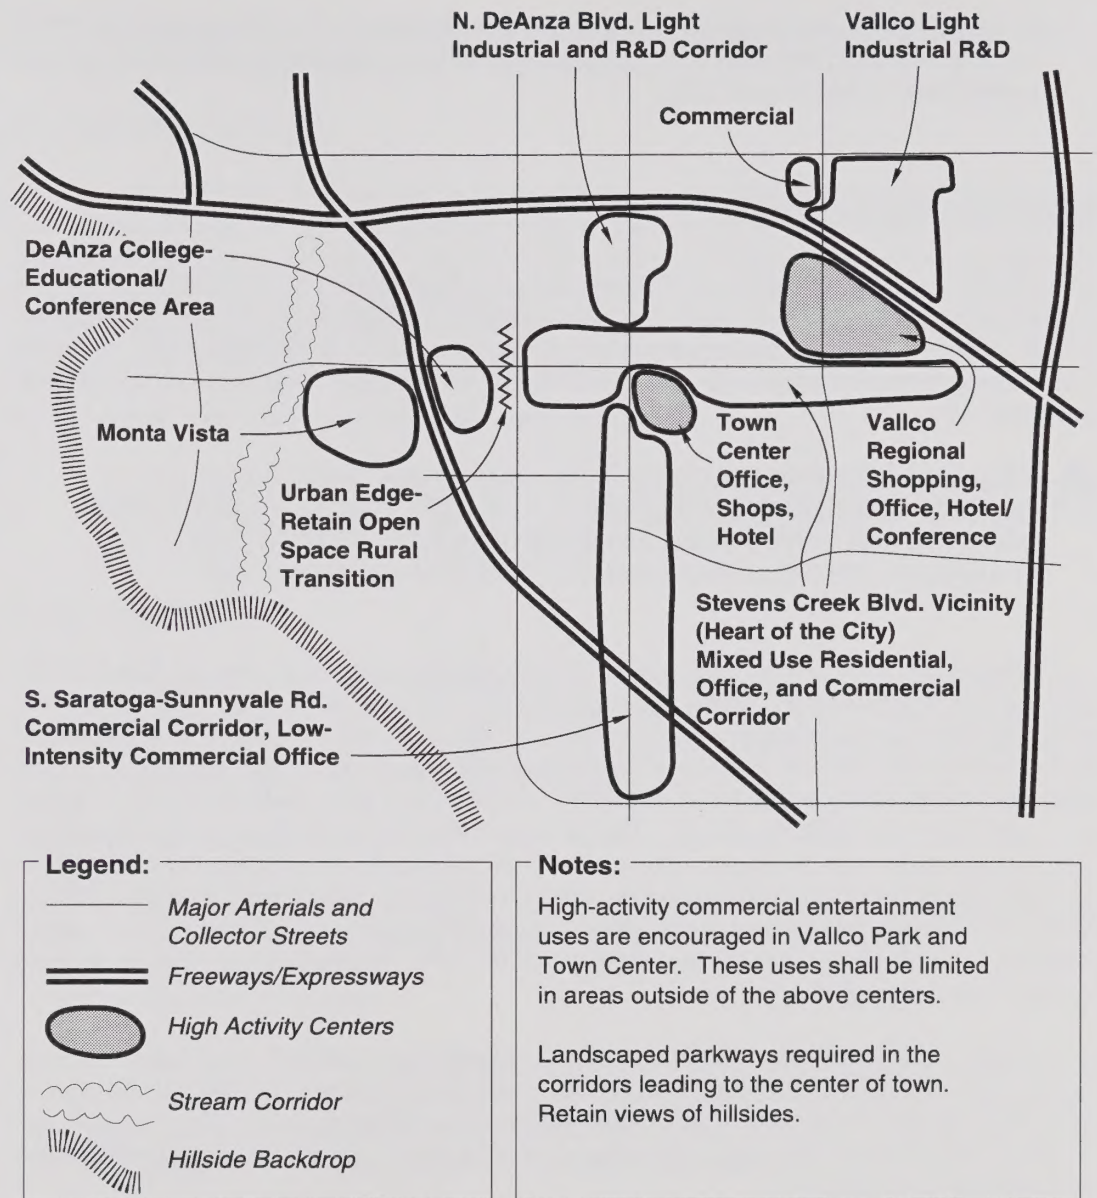 N. DeAnza Blvd. Light
Industrial and R&D Corridor
Vallco Light
Industrial R&D
Commercial
DeAnza College-
Educational/
Conference Area
Monta Vista
Urban Edge-
Retain Open
Space Rural
Transition
Town
Center
Office,
Shops,
Hotel
Vallco
Regional
Shopping,
Office, Hotel/
Conference
Stevens Creek Blvd. Vicinity
(Heart of the City)
Mixed Use Residential,
Office, and Commercial
Corridor
S. Saratoga-Sunnyvale Rd.
Commercial Corridor, Low-
Intensity Commercial Office
Legend:
Major Arterials and
Collector Streets
Freeways/Expressways
High Activity Centers
Stream Corridor
Hillside Backdrop
Notes:
High-activity commercial entertainment
uses are encouraged in Vallco Park and
Town Center. These uses shall be limited
in areas outside of the above centers.
Landscaped parkways required in the
corridors leading to the center of town.
Retain views of hillsides.